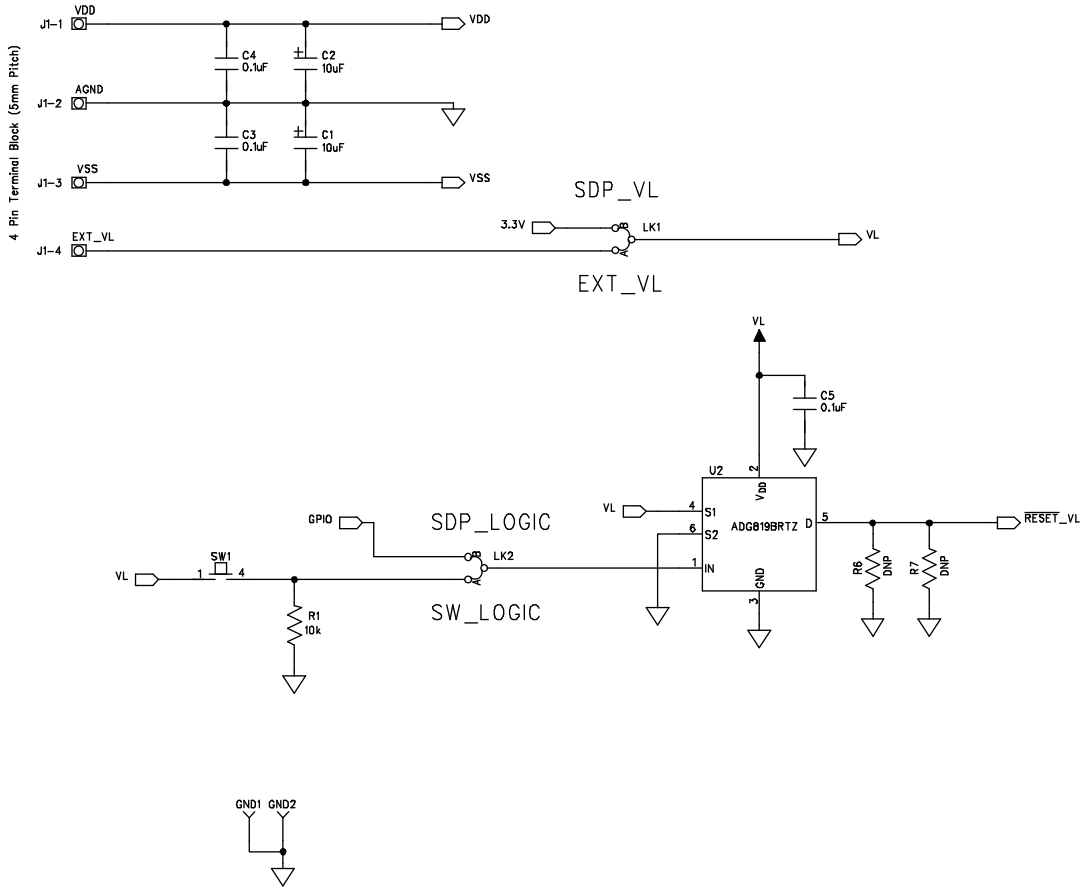 4 Pin Terminal Block (5mm Pitch)
J1-1
VDD
VDD
C4
0.1uF
+
C2
10uF
J1-2
AGND
C3
0.1uF
+
C1
10uF
J1-3
VSS
VSS
SDP_VL
3.3V
B
LK1
VL
A
J1-4
EXT_VL
EXT_VL
VL
C5
0.1uF
U2
2
VDD
VL
4
S1
ADG819BRTZ
D
5
RESET_VL
6
S2
1
IN
GND
3
R6
DNP
R7
DNP
GPIO
SDP_LOGIC
B
LK2
A
SW_LOGIC
VL
SW1
1
4
R1
10k
GND1
GND2